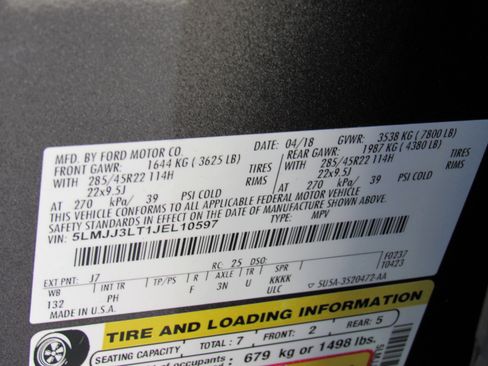 MFD. BY FORD MOTOR CO. DATE: 04/18 GVWR: 3538 KG (7800 LB)
FRONT GAWR: 1644 KG (3625 LB) REAR GAWR: 1987 KG (4380 LB)
WITH 285/45R22 114H TIRES WITH 285/45R22 114H TIRES
22x9.5J RIMS 22x9.5J RIMS
AT 270 kPa/ 39 PSI COLD AT 270 kPa/ 39 PSI COLD
THIS VEHICLE CONFORMS TO ALL APPLICABLE FEDERAL MOTOR VEHICLE
SAFETY STANDARDS IN EFFECT ON THE DATE OF MANUFACTURE SHOWN ABOVE.
VIN: 5LMJJ3LT1JEL10597 TYPE: MPV
EXT PNT: J7 RC: 25 DSO: F0237
WB INT TR TP/PS R AXLE TR SPR T0423
132 PH F 3N U KKKK
ULC 5U5A-3520472-AA
MADE IN U.S.A.
TIRE AND LOADING INFORMATION
SEATING CAPACITY TOTAL: 7 FRONT: 2 REAR: 5
of occupants: 679 kg or 1498 lbs.
5LMJ